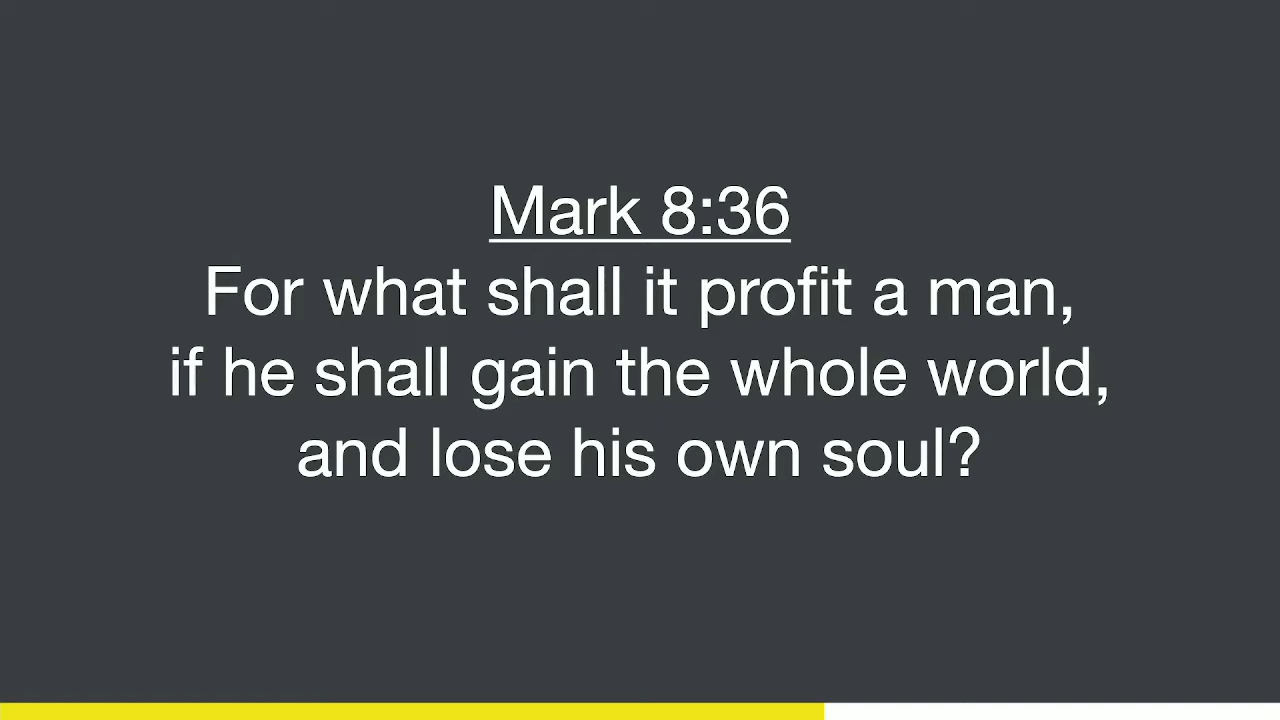 Mark 8:36
For what shall it profit a man,
if he shall gain the whole world,
and lose his own soul?